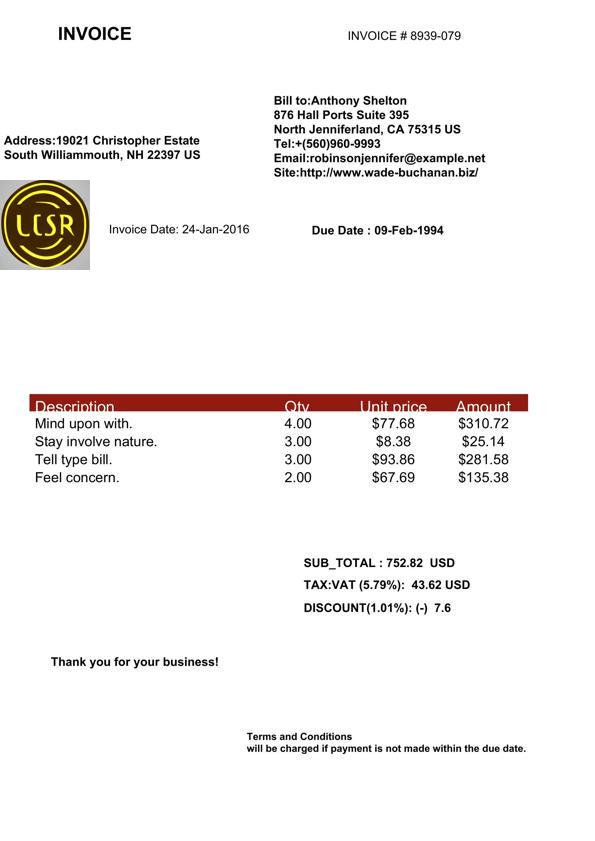 INVOICE
INVOICE # 8939-079
Bill to:Anthony Shelton
876 Hall Ports Suite 395
North Jenniferland, CA 75315 US
Tel:+(560)960-9993
Email:robinsonjennifer@example.net
Site:http://www.wade-buchanan.biz/
Address:19021 Christopher Estate
South Williammouth, NH 22397 US
LCSR
Invoice Date: 24-Jan-2016
Due Date : 09-Feb-1994
Description Qty Unit price Amount
Mind upon with. 4.00 $77.68 $310.72
Stay involve nature. 3.00 $8.38 $25.14
Tell type bill. 3.00 $93.86 $281.58
Feel concern. 2.00 $67.69 $135.38
SUB_TOTAL : 752.82 USD
TAX:VAT (5.79%): 43.62 USD
DISCOUNT(1.01%): (-) 7.6
Thank you for your business!
Terms and Conditions
will be charged if payment is not made within the due date.